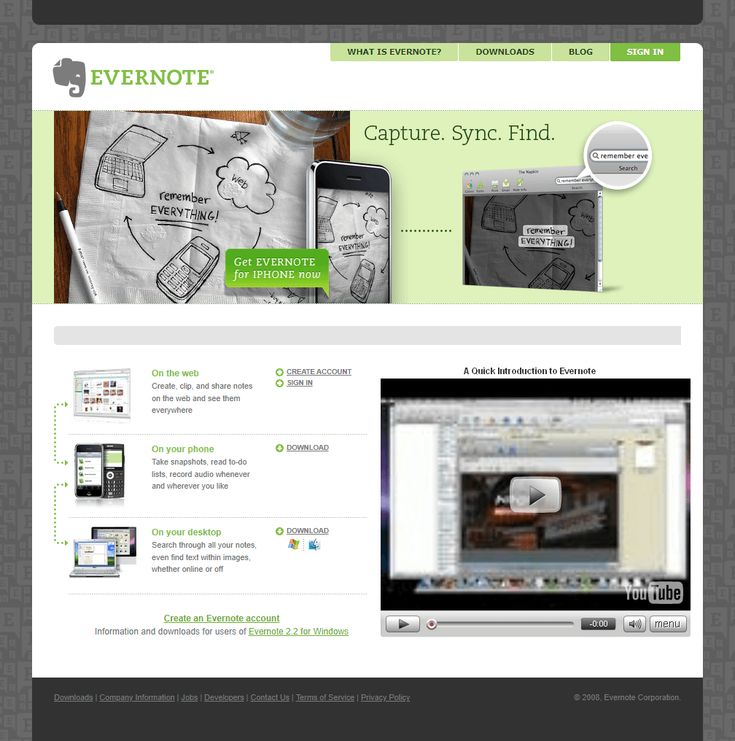 WHAT IS EVERNOTE?
DOWNLOADS
BLOG
SIGN IN
EVERNOTE®
Capture. Sync. Find.
remember eve
Search
web
remember
EVERYTHING!
Get EVERNOTE
for IPHONE now
remember
EVERYTHING!
The Napkin
remember
Search
remember
EVERYTHING!
On the web
Create, clip, and share notes
on the web and see them
everywhere
CREATE ACCOUNT
SIGN IN
A Quick Introduction to Evernote
On your phone
Take snapshots, read to-do
lists, record audio whenever
and wherever you like
DOWNLOAD
On your desktop
Search through all your notes,
even find text within images,
whether online or off
DOWNLOAD
YouTube
-0:00
menu
Create an Evernote account
Information and downloads for users of Evernote 2.2 for Windows
Downloads | Company Information | Jobs | Developers | Contact Us | Terms of Service | Privacy Policy
© 2008, Evernote Corporation.